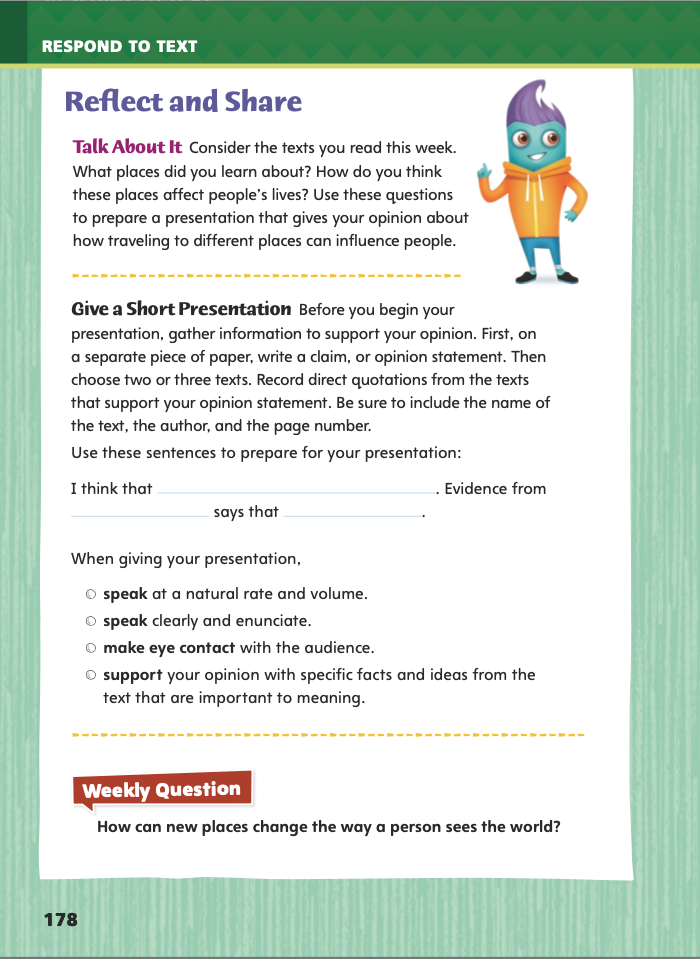 RESPOND TO TEXT
Reflect and Share
Talk About It Consider the texts you read this week.
What places did you learn about? How do you think
these places affect people's lives? Use these questions
to prepare a presentation that gives your opinion about
how traveling to different places can influence people.
Give a Short Presentation Before you begin your
presentation, gather information to support your opinion. First, on
a separate piece of paper, write a claim, or opinion statement. Then
choose two or three texts. Record direct quotations from the texts
that support your opinion statement. Be sure to include the name of
the text, the author, and the page number.
Use these sentences to prepare for your presentation:
I think that . Evidence from
says that .
When giving your presentation,
speak at a natural rate and volume.
speak clearly and enunciate.
make eye contact with the audience.
support your opinion with specific facts and ideas from the
text that are important to meaning.
Weekly Question
How can new places change the way a person sees the world?
178